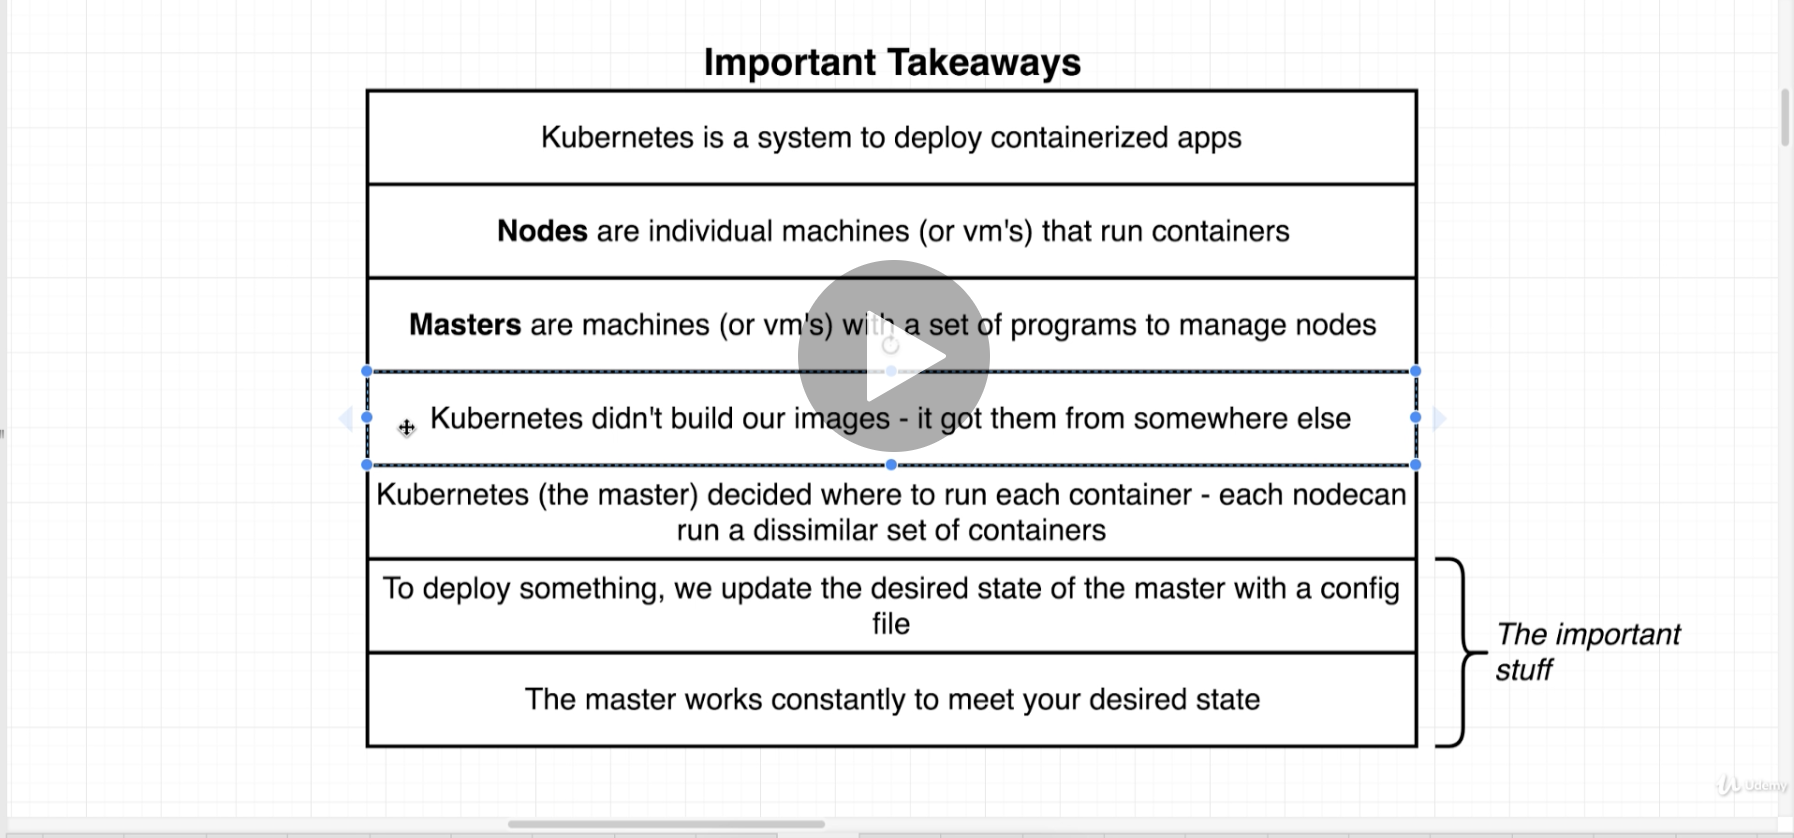 Important Takeaways
Kubernetes is a system to deploy containerized apps
Nodes are individual machines (or vm's) that run containers
Masters are machines (or vm's) with a set of programs to manage nodes
Kubernetes didn't build our images - it got them from somewhere else
Kubernetes (the master) decided where to run each container - each nodecan
run a dissimilar set of containers
To deploy something, we update the desired state of the master with a config
file
The master works constantly to meet your desired state
The important
stuff
Udemy